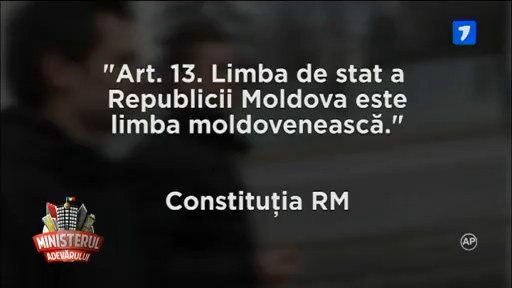 "Art. 13. Limba de stat a
Republicii Moldova este
limba moldovenească."
Constituția RM
MINISTERUL
ADEVĂRULUI
7
AP